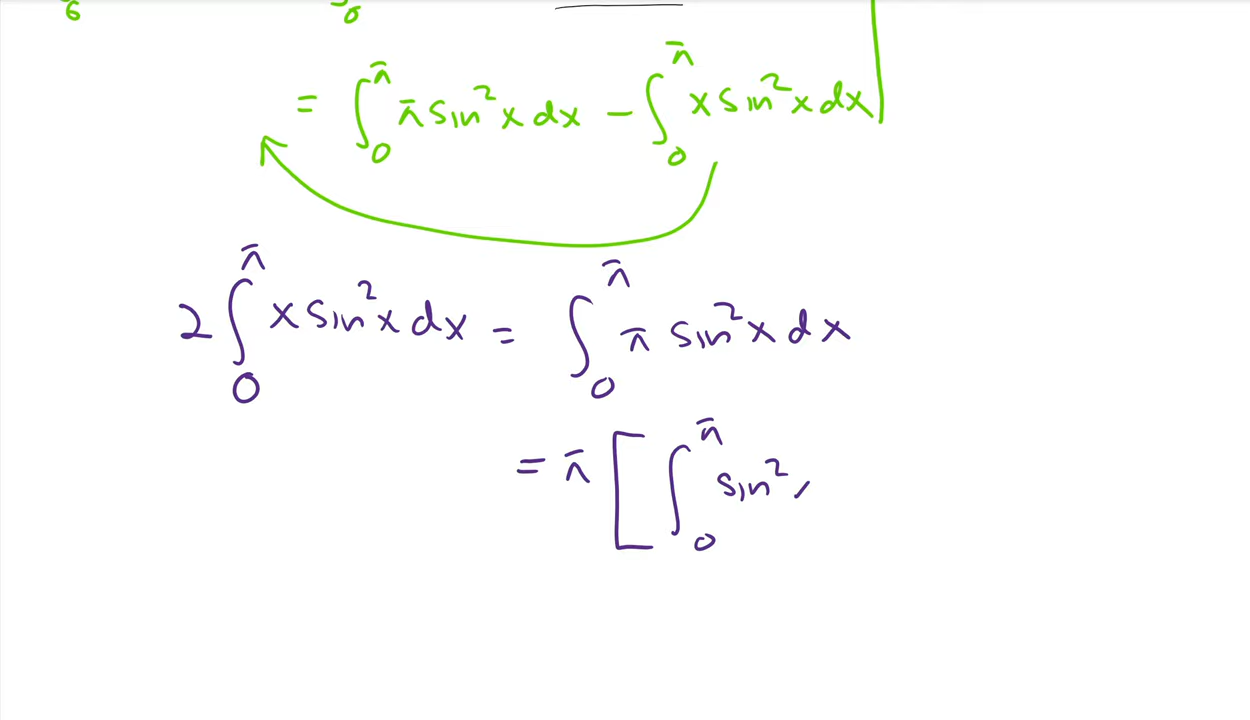 = ∫₀^π π sin²x dx − ∫₀^π x sin²x dx
2 ∫₀^π x sin²x dx = ∫₀^π π sin²x dx
= π [ ∫₀^π sin²